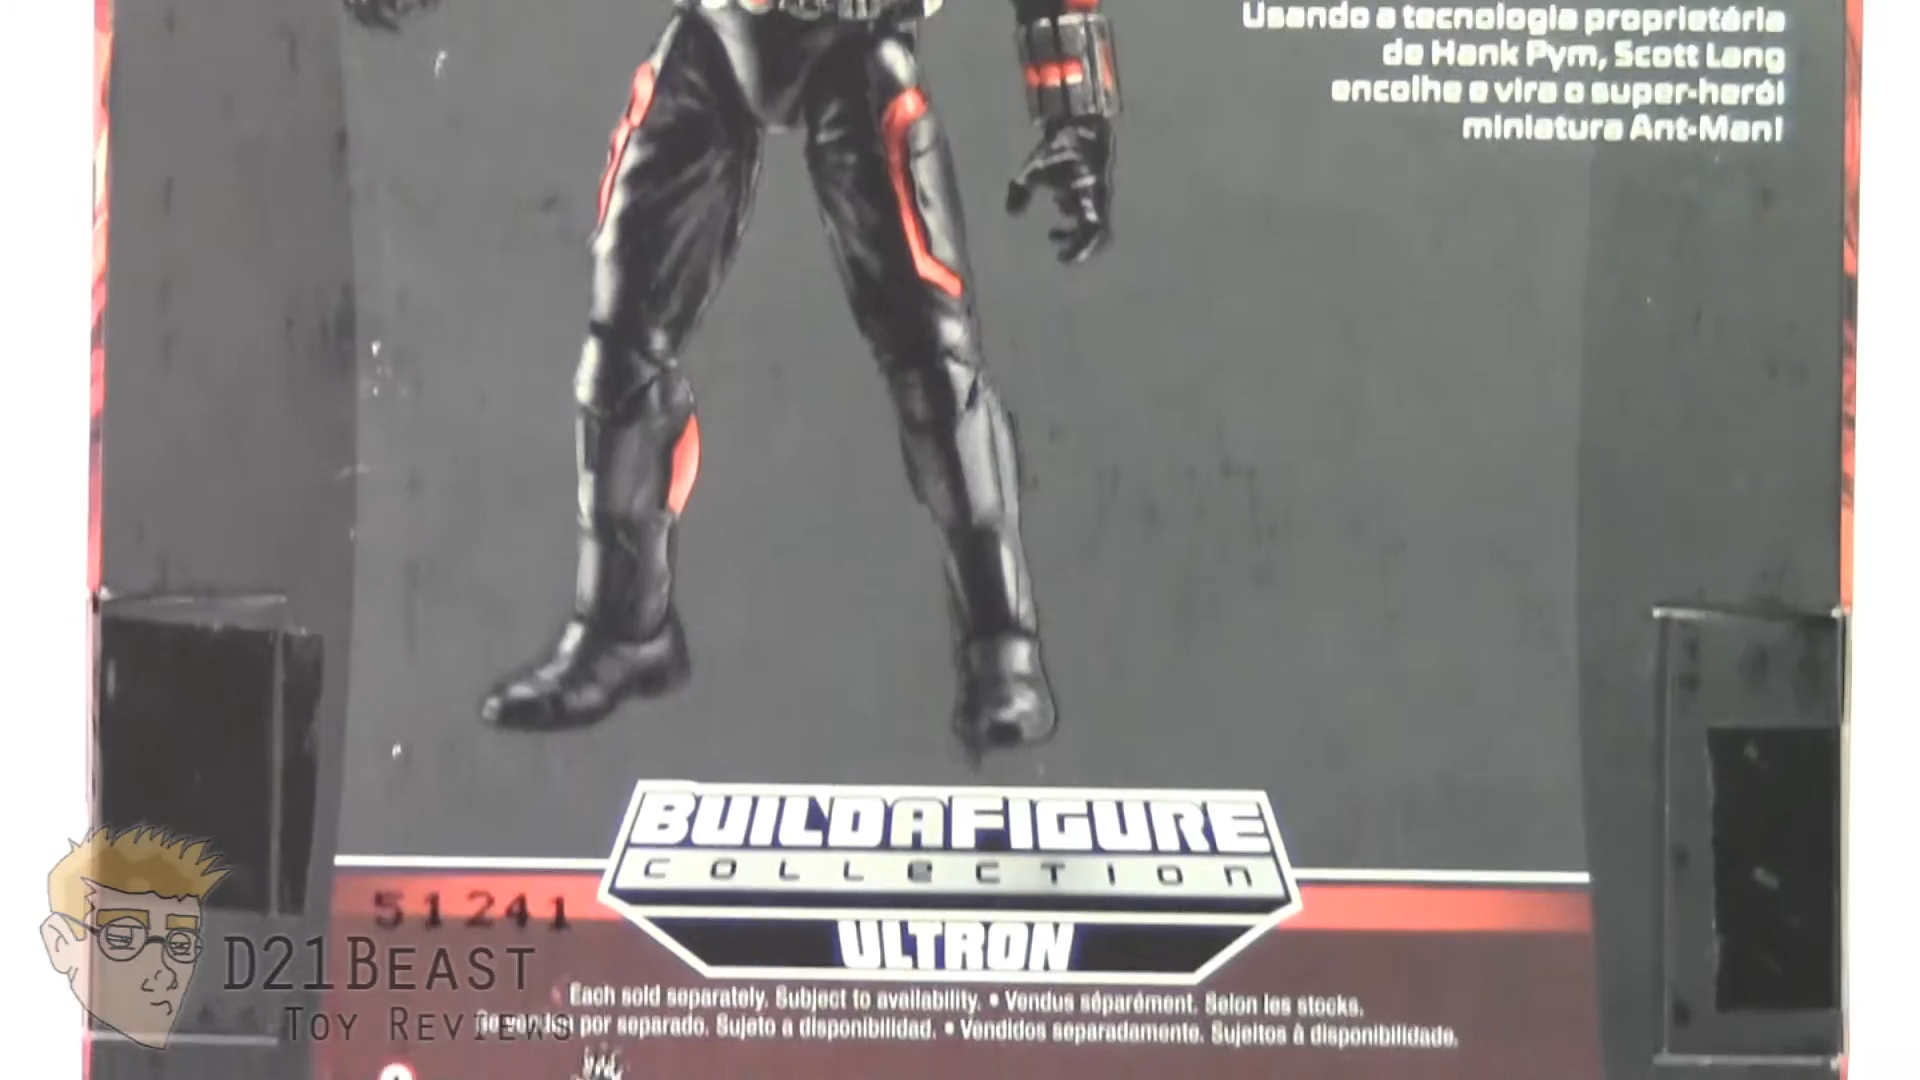 Usando a tecnologia proprietária
de Hank Pym, Scott Lang
encolhe e vira o super-herói
miniatura Ant-Man!
BUILDAFIGURE
COLLECTION
ULTRON
51241
D21BEAST
TOY REVIEWS
Each sold separately. Subject to availability. • Vendus séparément. Selon les stocks.
por separado. Sujeto a disponibilidad. • Vendidos separadamente. Sujeitos à disponibilidade.